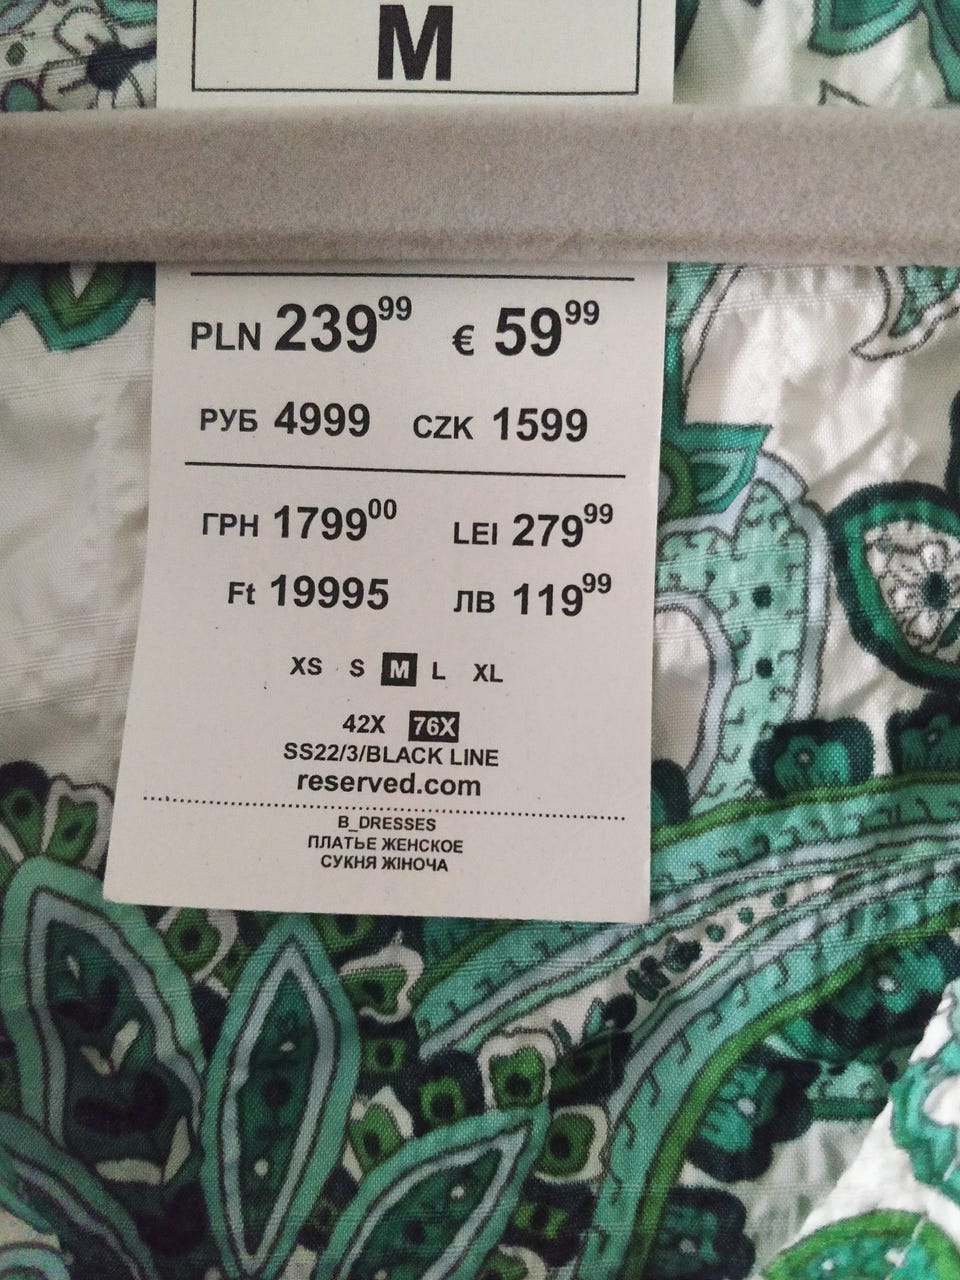 M
PLN 239⁹⁹ € 59⁹⁹
РУБ 4999 CZK 1599
ГРН 1799⁰⁰ LEI 279⁹⁹
Ft 19995 ЛВ 119⁹⁹
XS S M L XL
42X 76X
SS22/3/BLACK LINE
reserved.com
B_DRESSES
ПЛАТЬЕ ЖЕНСКОЕ
СУКНЯ ЖІНОЧА